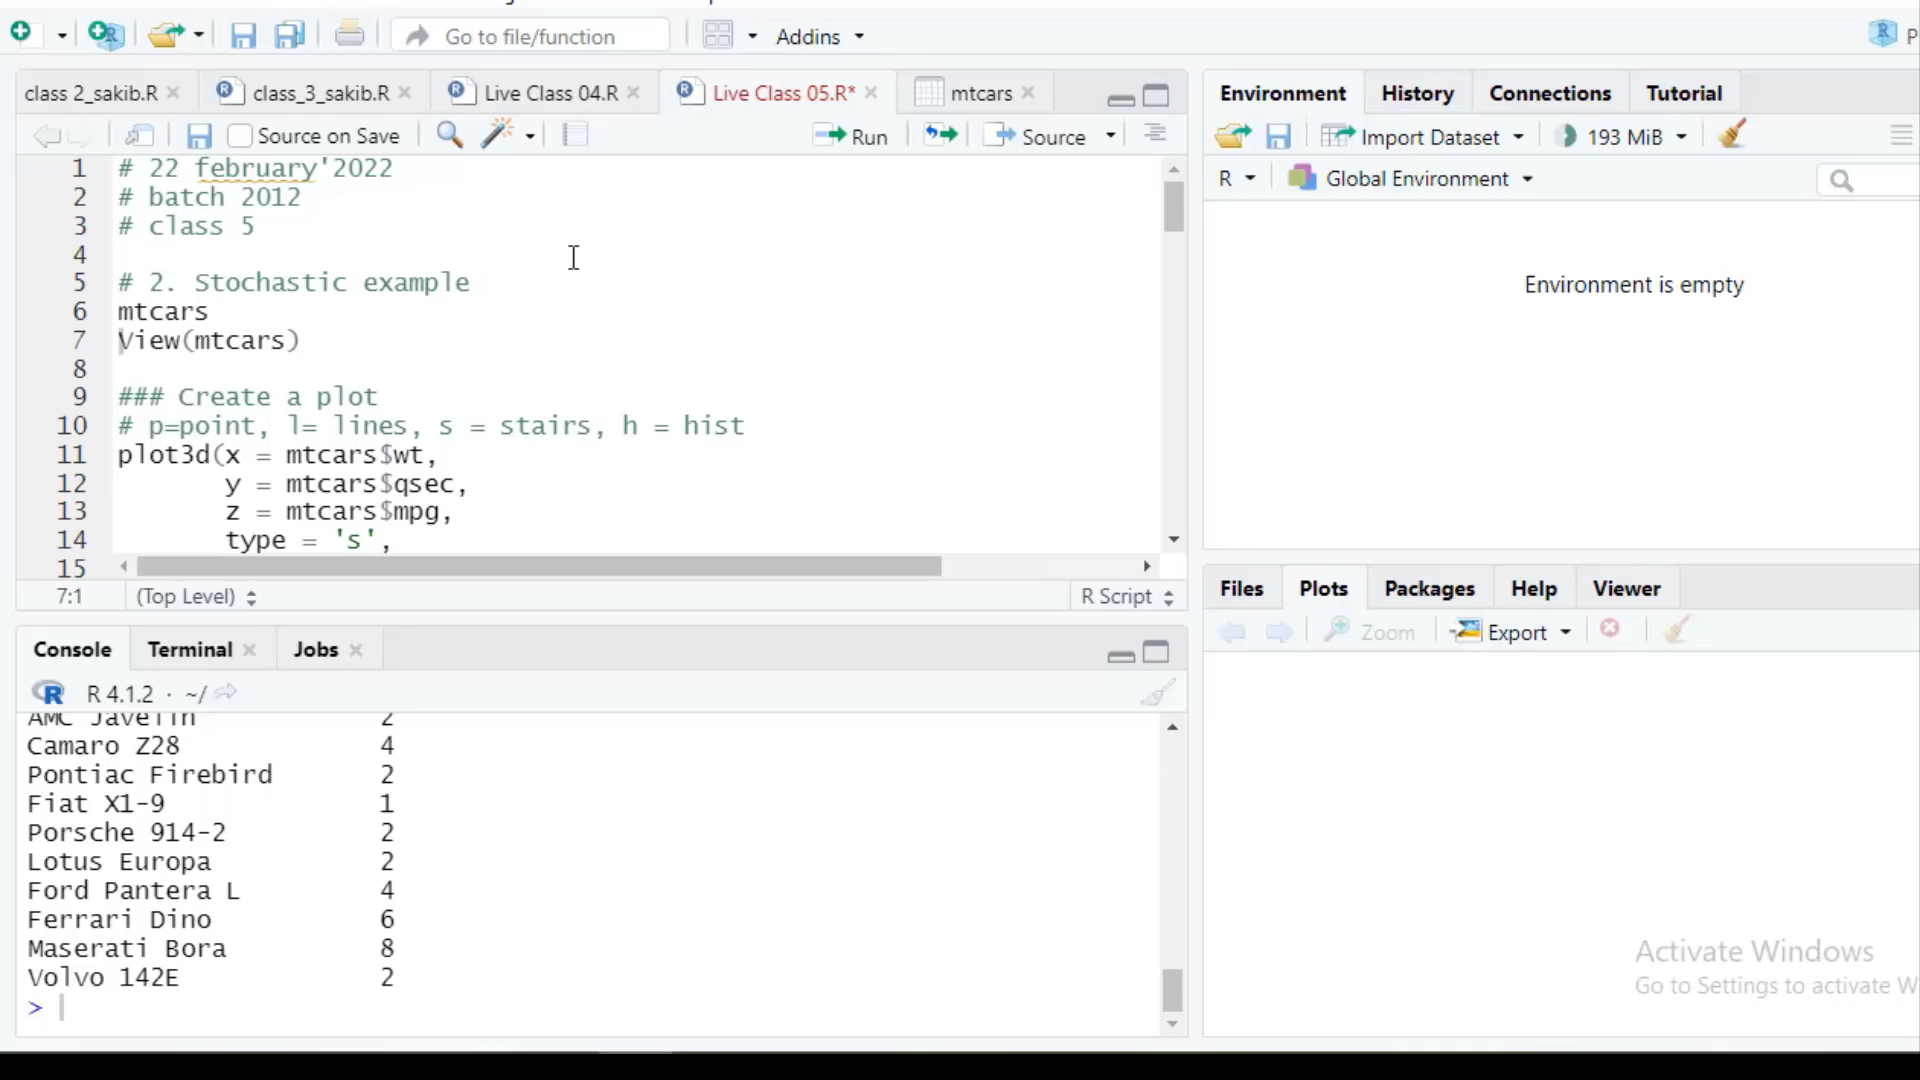 Go to file/function
Addins
class 2_sakib.R
class_3_sakib.R
Live Class 04.R
Live Class 05.R*
mtcars
Source on Save
Run
Source
1 # 22 february'2022
2 # batch 2012
3 # class 5
4
5 # 2. Stochastic example
6 mtcars
7 View(mtcars)
8
9 ### Create a plot
10 # p=point, l= lines, s = stairs, h = hist
11 plot3d(x = mtcars$wt,
12 y = mtcars$qsec,
13 z = mtcars$mpg,
14 type = 's',
15
7:1 (Top Level) R Script
Console Terminal Jobs
R 4.1.2 · ~/
AMC Javelin 2
Camaro Z28 4
Pontiac Firebird 2
Fiat X1-9 1
Porsche 914-2 2
Lotus Europa 2
Ford Pantera L 4
Ferrari Dino 6
Maserati Bora 8
Volvo 142E 2
>
Environment History Connections Tutorial
Import Dataset 193 MiB
R Global Environment
Environment is empty
Files Plots Packages Help Viewer
Zoom Export
Activate Windows
Go to Settings to activate W